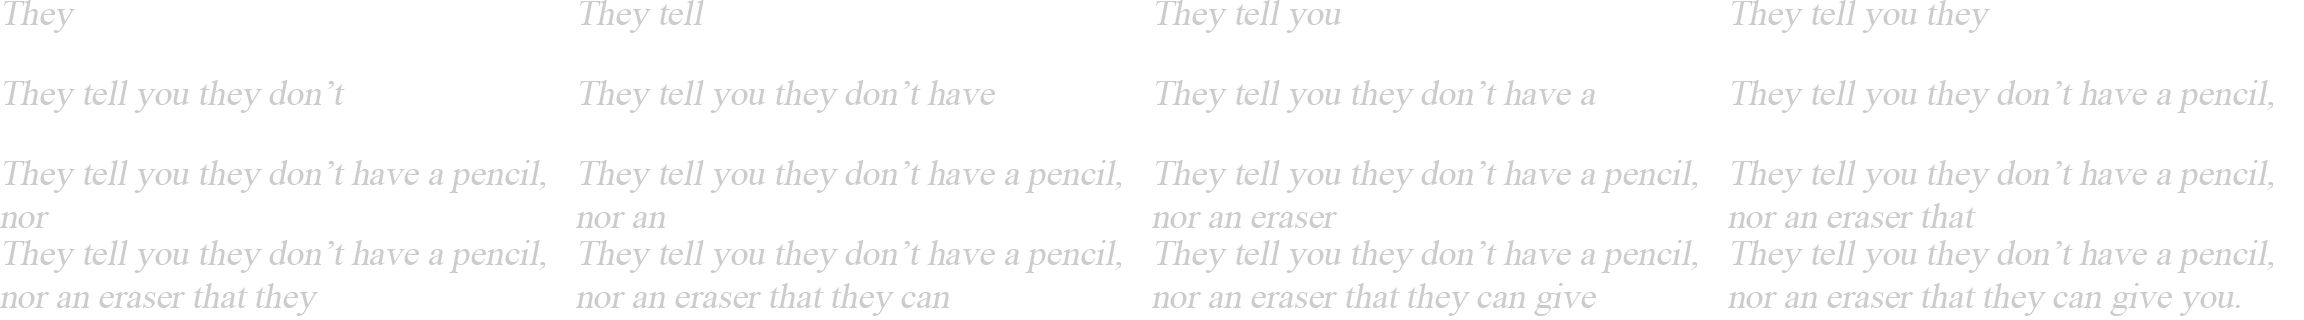 They
They tell
They tell you
They tell you they
They tell you they don’t
They tell you they don’t have
They tell you they don’t have a
They tell you they don’t have a pencil,
They tell you they don’t have a pencil,
nor
They tell you they don’t have a pencil,
nor an
They tell you they don’t have a pencil,
nor an eraser
They tell you they don’t have a pencil,
nor an eraser that
They tell you they don’t have a pencil,
nor an eraser that they
They tell you they don’t have a pencil,
nor an eraser that they can
They tell you they don’t have a pencil,
nor an eraser that they can give
They tell you they don’t have a pencil,
nor an eraser that they can give you.